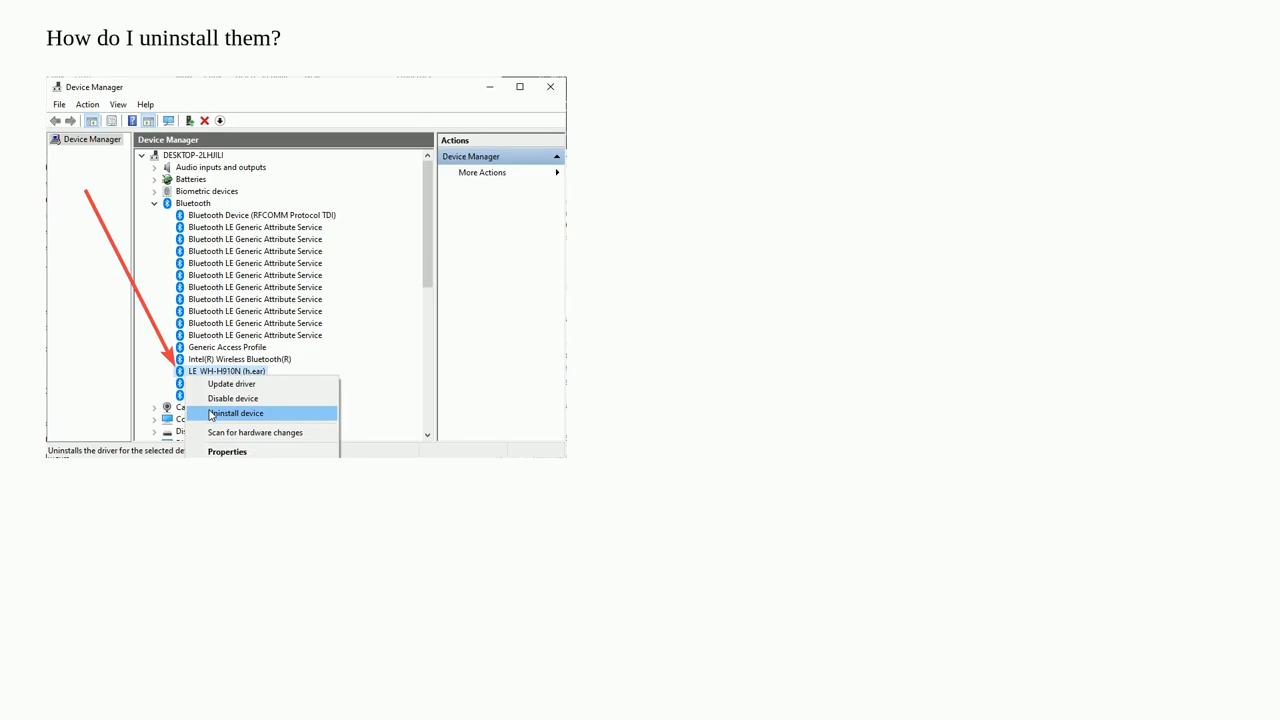 How do I uninstall them?
Device Manager
File Action View Help
Device Manager
Device Manager
Actions
DESKTOP-2LHJILI
Device Manager
Audio inputs and outputs
More Actions
Batteries
Biometric devices
Bluetooth
Bluetooth Device (RFCOMM Protocol TDI)
Bluetooth LE Generic Attribute Service
Bluetooth LE Generic Attribute Service
Bluetooth LE Generic Attribute Service
Bluetooth LE Generic Attribute Service
Bluetooth LE Generic Attribute Service
Bluetooth LE Generic Attribute Service
Bluetooth LE Generic Attribute Service
Bluetooth LE Generic Attribute Service
Bluetooth LE Generic Attribute Service
Bluetooth LE Generic Attribute Service
Generic Access Profile
Intel(R) Wireless Bluetooth(R)
LE_WH-H910N (h.ear)
Update driver
Disable device
Uninstall device
Scan for hardware changes
Properties
Uninstalls the driver for the selected de